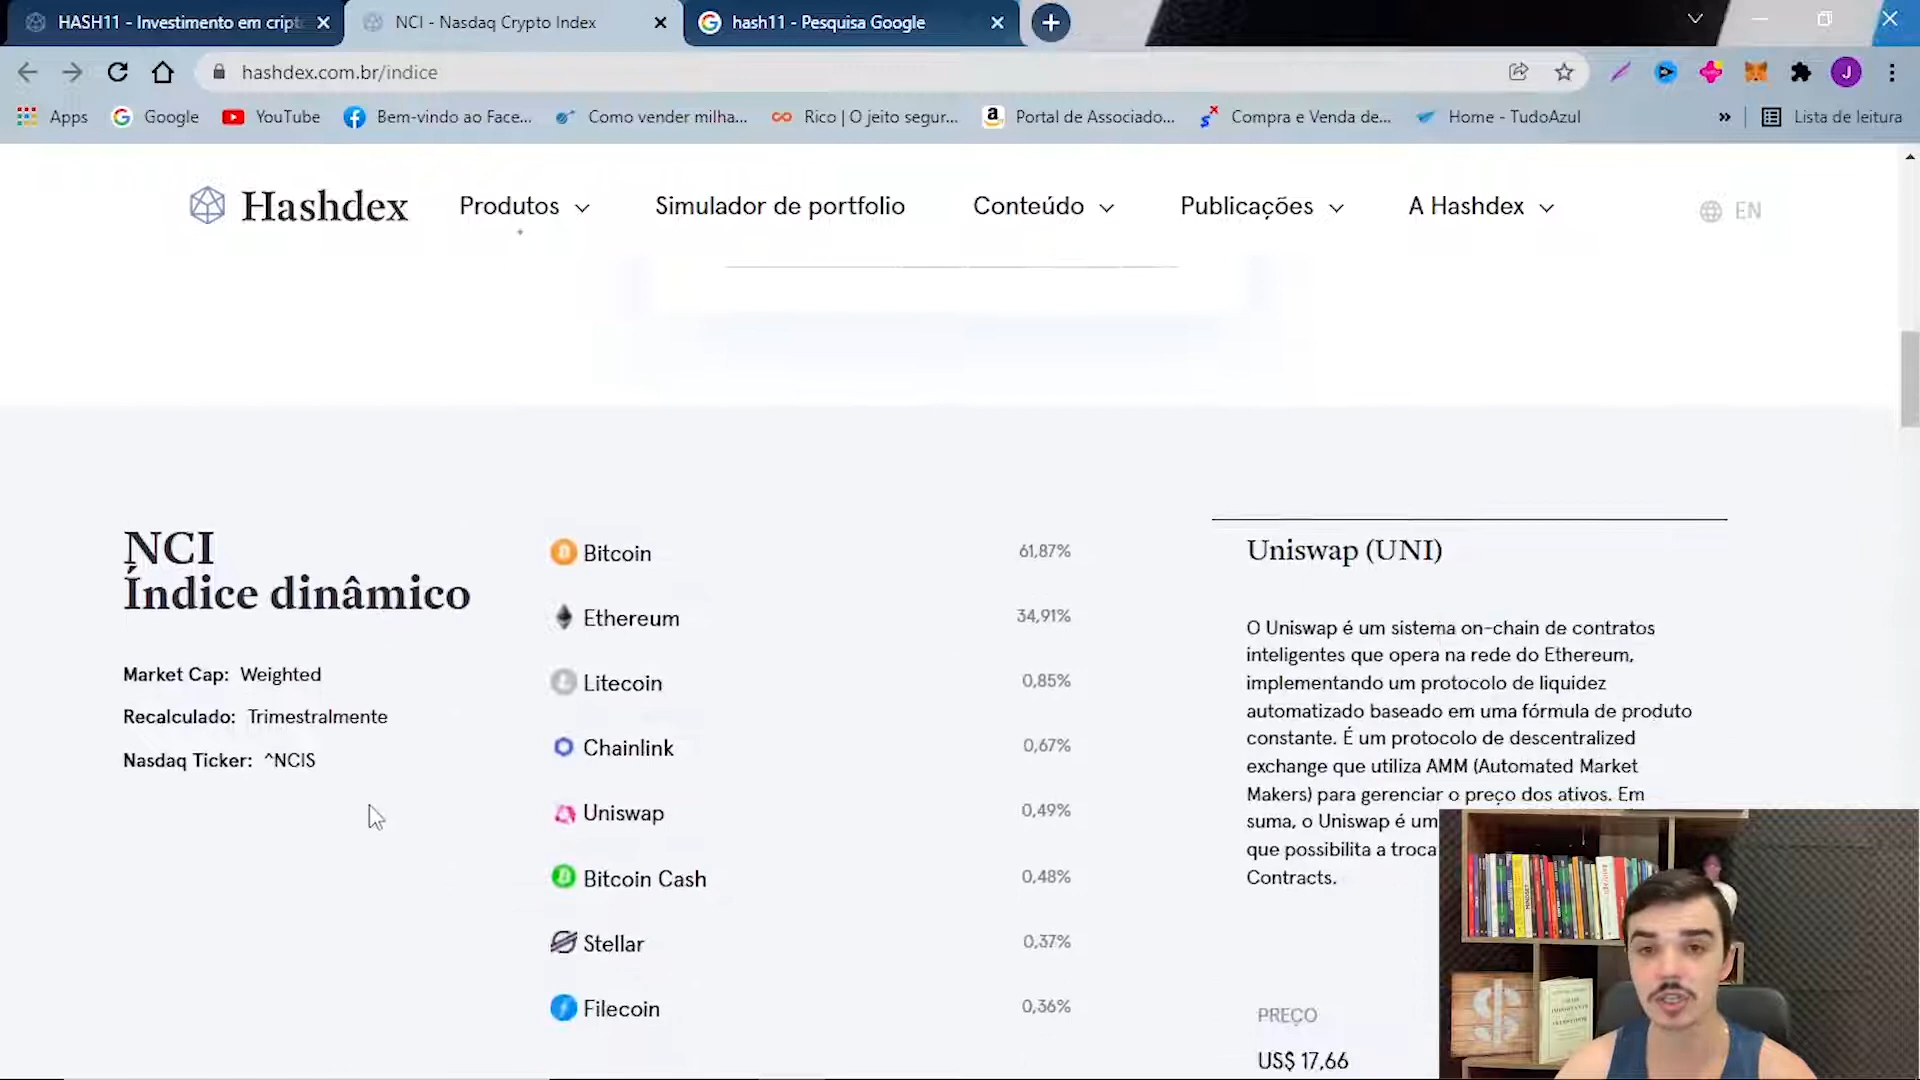 HASH11 - Investimento em cript
NCI - Nasdaq Crypto Index
hash11 - Pesquisa Google
hashdex.com.br/indice
J
Apps
Google
YouTube
Bem-vindo ao Face...
Como vender milha...
Rico | O jeito segur...
Portal de Associado...
Compra e Venda de...
Home - TudoAzul
»
Lista de leitura
Hashdex
Produtos
Simulador de portfolio
Conteúdo
Publicações
A Hashdex
EN
NCI
Índice dinâmico
Market Cap: Weighted
Recalculado: Trimestralmente
Nasdaq Ticker: ^NCIS
Bitcoin 61,87%
Ethereum 34,91%
Litecoin 0,85%
Chainlink 0,67%
Uniswap 0,49%
Bitcoin Cash 0,48%
Stellar 0,37%
Filecoin 0,36%
Uniswap (UNI)
O Uniswap é um sistema on-chain de contratos
inteligentes que opera na rede do Ethereum,
implementando um protocolo de liquidez
automatizado baseado em uma fórmula de produto
constante. É um protocolo de descentralized
exchange que utiliza AMM (Automated Market
Makers) para gerenciar o preço dos ativos. Em
suma, o Uniswap é um
que possibilita a troca
Contracts.
PREÇO
US$ 17,66